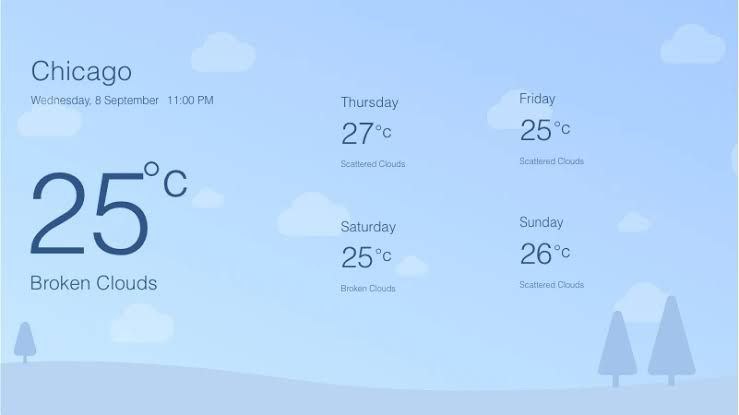 Chicago
Wednesday, 8 September 11:00 PM
25°C
Broken Clouds
Thursday
27°C
Scattered Clouds
Friday
25°C
Scattered Clouds
Saturday
25°C
Broken Clouds
Sunday
26°C
Scattered Clouds